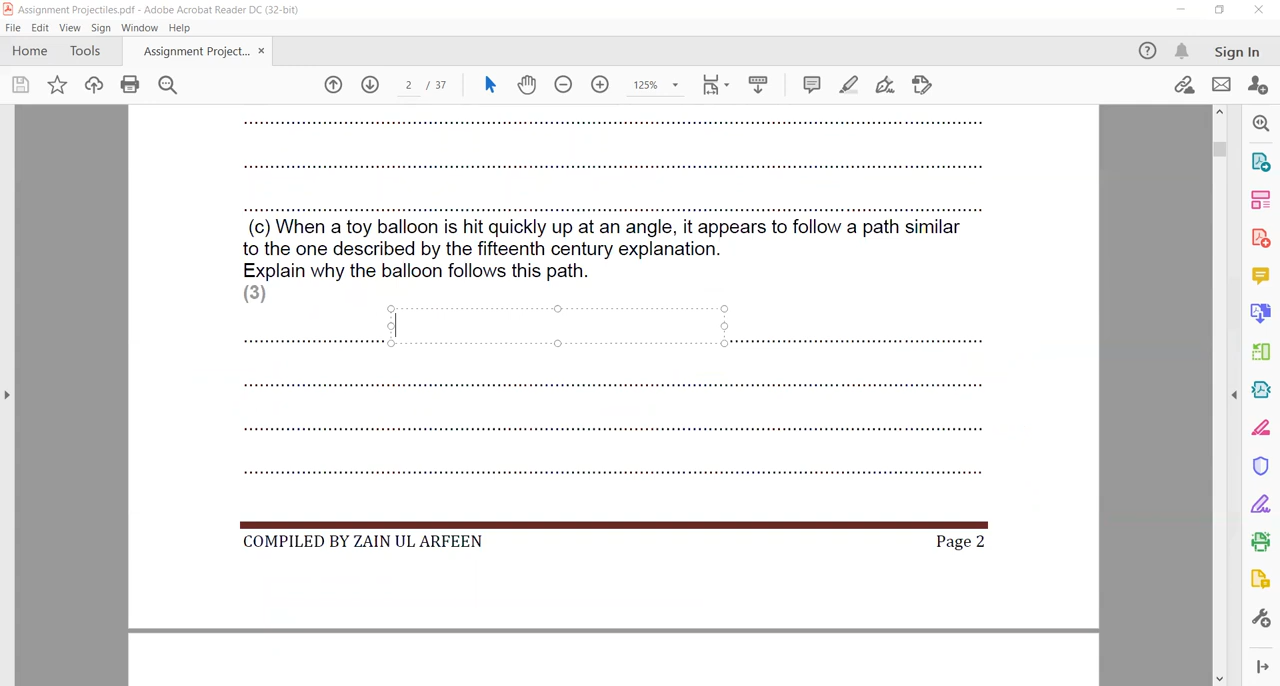 Assignment Projectiles.pdf - Adobe Acrobat Reader DC (32-bit)
File Edit View Sign Window Help
Home Tools Assignment Project... × Sign In
2 / 37 125%
(c) When a toy balloon is hit quickly up at an angle, it appears to follow a path similar
to the one described by the fifteenth century explanation.
Explain why the balloon follows this path.
(3)
COMPILED BY ZAIN UL ARFEEN Page 2